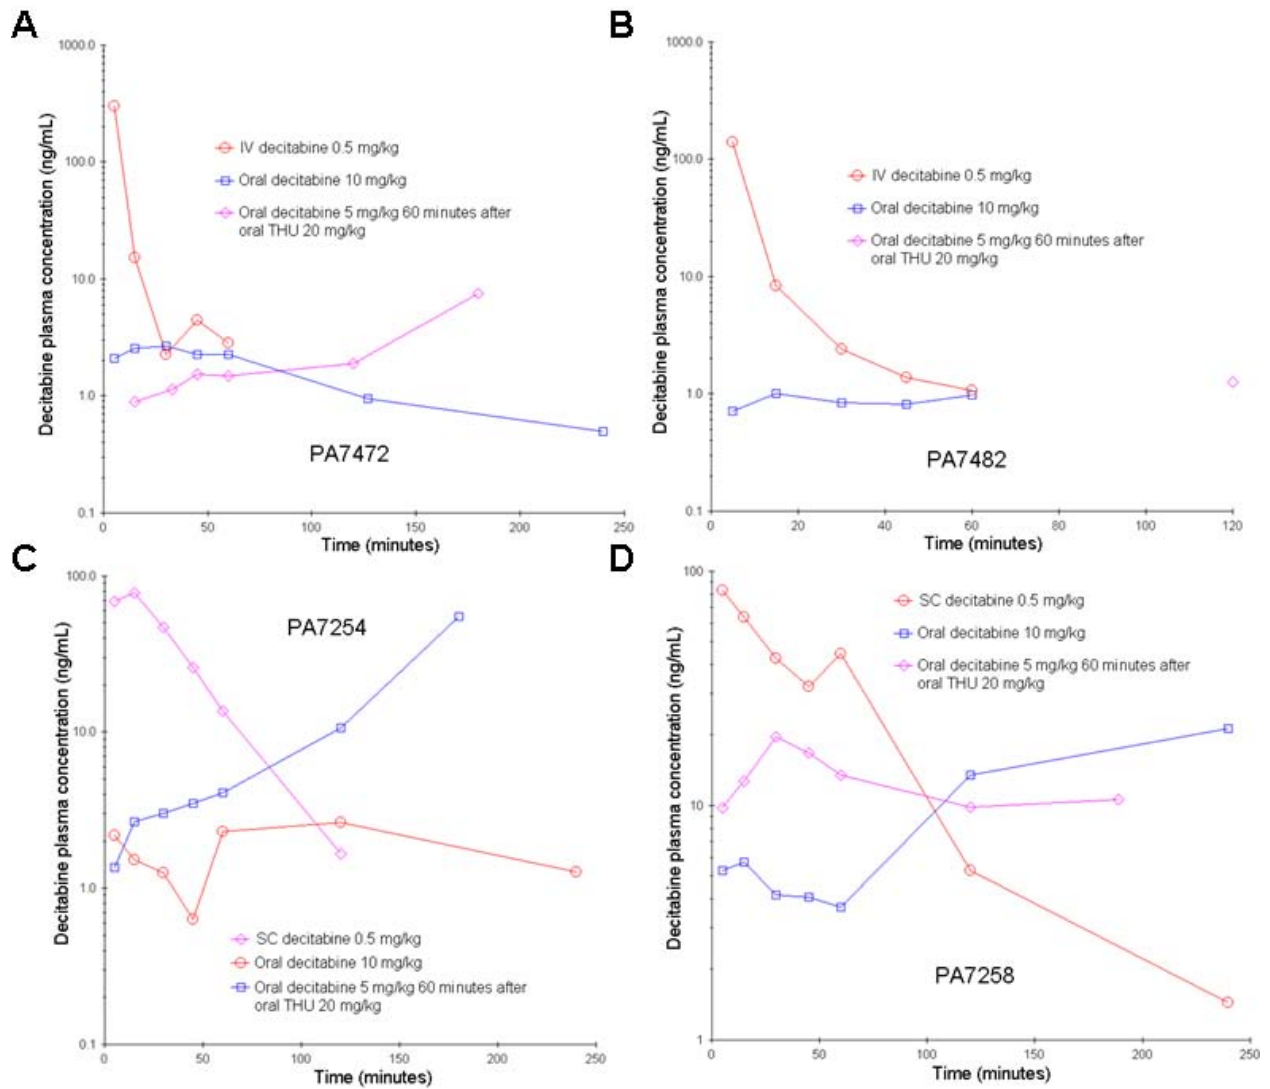 A
Decitabine plasma concentration (ng/mL)
1000.0
100.0
10.0
1.0
0.1
IV decitabine 0.5 mg/kg
Oral decitabine 10 mg/kg
Oral decitabine 5 mg/kg 60 minutes after
oral THU 20 mg/kg
PA7472
0 50 100 150 200 250
Time (minutes)
B
Decitabine plasma concentration (ng/mL)
1000.0
100.0
10.0
1.0
0.1
IV decitabine 0.5 mg/kg
Oral decitabine 10 mg/kg
Oral decitabine 5 mg/kg 60 minutes after
oral THU 20 mg/kg
PA7482
0 20 40 60 80 100 120
Time (minutes)
C
Decitabine plasma concentration (ng/mL)
100.0
10.0
1.0
0.1
PA7254
SC decitabine 0.5 mg/kg
Oral decitabine 10 mg/kg
Oral decitabine 5 mg/kg 60 minutes after
oral THU 20 mg/kg
0 50 100 150 200 250
Time (minutes)
D
Decitabine plasma concentration (ng/mL)
100
10
1
SC decitabine 0.5 mg/kg
Oral decitabine 10 mg/kg
Oral decitabine 5 mg/kg 60 minutes after
oral THU 20 mg/kg
PA7258
0 50 100 150 200 250
Time (minutes)